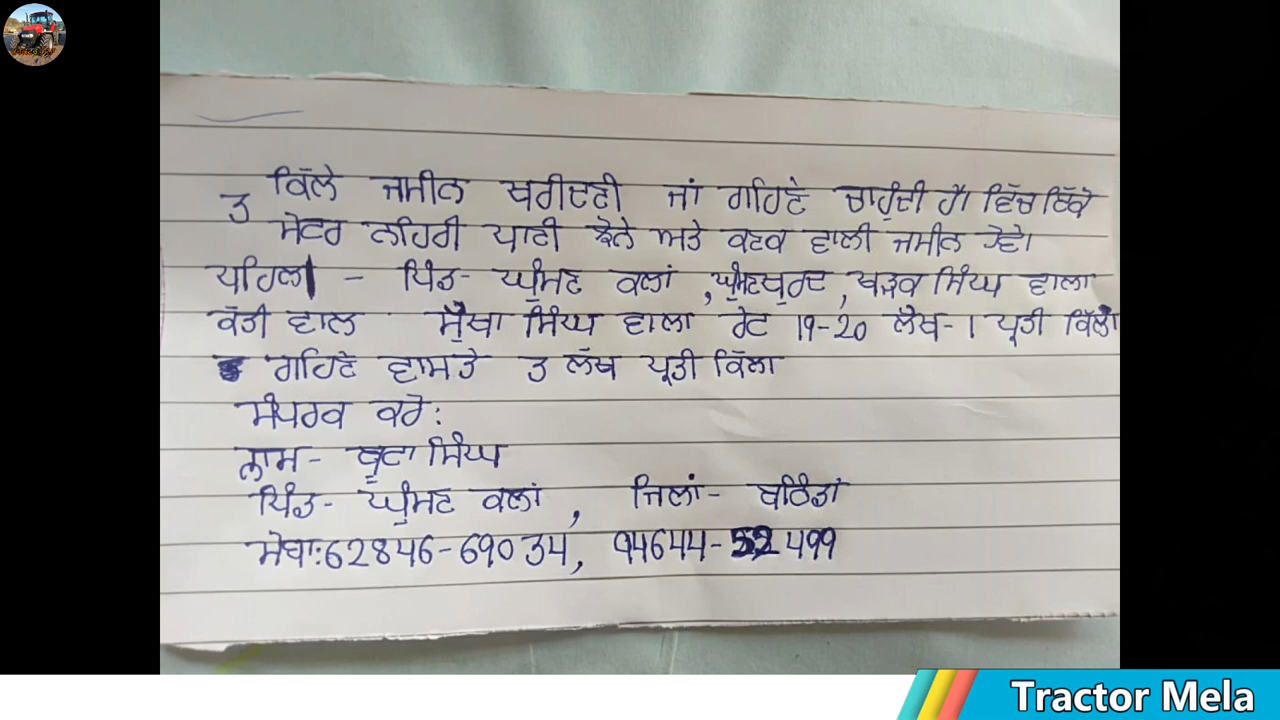 3 ਕਿੱਲੇ ਜਮੀਨ ਖਰੀਦਣੀ ਜਾਂ ਗਹਿਣੇ ਚਾਹੁੰਦੀ ਹੈ। ਵਿੱਚ ਇੱਕੋ
ਮੋਟਰ ਨਹਿਰੀ ਪਾਣੀ ਝੋਨੇ ਅਤੇ ਕਣਕ ਵਾਲੀ ਜਮੀਨ ਹੋਵੇ।
ਪਹਿਲਾ - ਪਿੰਡ- ਘੁੰਮਣ ਕਲਾਂ, ਘੁੰਮਣ ਖੁਰਦ, ਖੜਕ ਸਿੰਘ ਵਾਲਾ
ਵਾਲ ਸਿੰਘ ਵਾਲਾ ਰੇਟ 19-20 ਲੱਖ-। ਪ੍ਰਤੀ ਕਿੱਲਾ
ਗਹਿਣੇ ਵਾਸਤੇ 3 ਲੱਖ ਪ੍ਰਤੀ ਕਿੱਲਾ
ਸੰਪਰਕ ਕਰੋ:
ਨਾਮ- ਬੂਟਾ ਸਿੰਘ
ਪਿੰਡ- ਘੁੰਮਣ ਕਲਾਂ, ਜਿਲਾਂ- ਬਠਿੰਡਾਂ
ਮੋਬਾ:62846-69034, 94644-52499
Tractor Mela